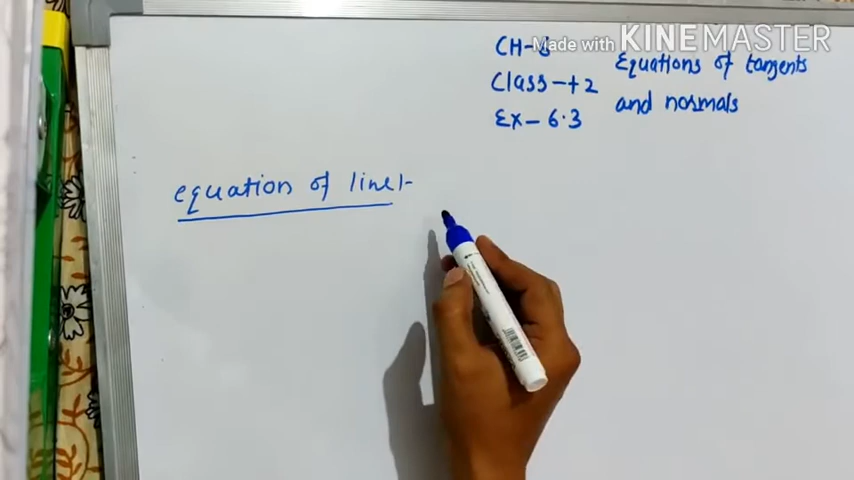 CH-6
Made with KINEMASTER
Equations of tangents
Class-+2
and normals
Ex-6.3
equation of line:-